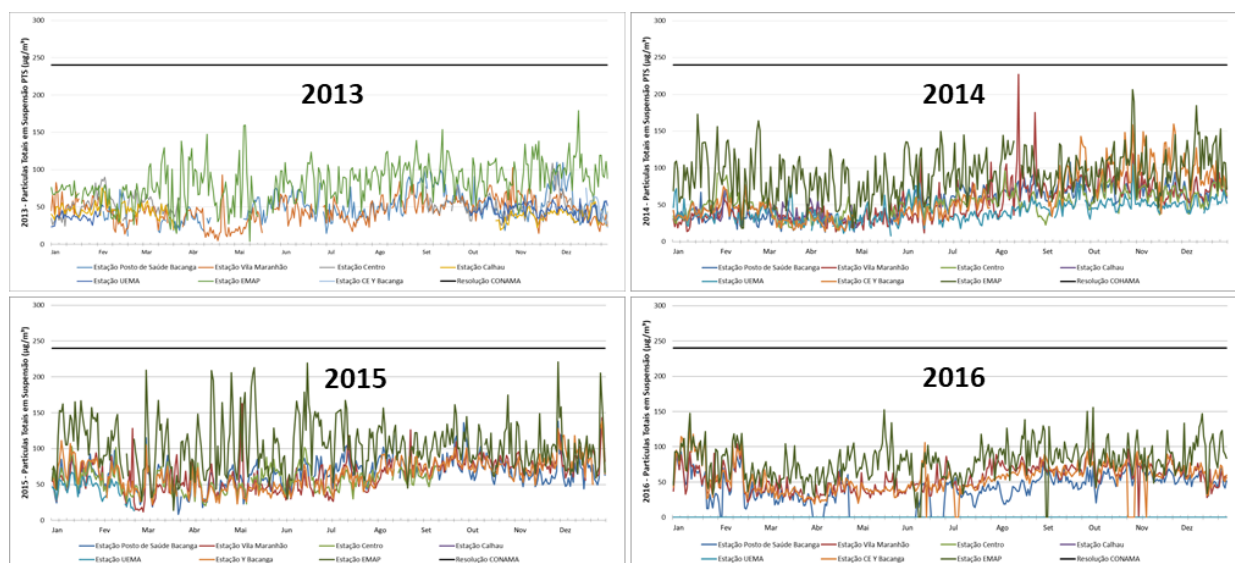 2013 - Partículas Totais em Suspensão PTS (µg/m³)
300
250
200
150
100
50
0
2013
Jan Fev Mar Abr Mai Jun Jul Ago Set Out Nov Dez
Estação Posto de Saúde Bacanga Estação Vila Maranhão Estação Centro Estação Calhau
Estação UEMA Estação EMAP Estação CE Y Bacanga Resolução CONAMA
2014 - Partículas Totais em Suspensão PTS (µg/m³)
300
250
200
150
100
50
0
2014
Jan Fev Mar Abr Mai Jun Jul Ago Set Out Nov Dez
Estação Posto de Saúde Bacanga Estação Vila Maranhão Estação Centro Estação Calhau
Estação UEMA Estação CE Y Bacanga Estação EMAP Resolução COHAMA
2015 - Partículas Totais em Suspensão (µg/m³)
300
250
200
150
100
50
0
2015
Jan Fev Mar Abr Mai Jun Jul Ago Set Out Nov Dez
Estação Posto de Saúde Bacanga Estação Vila Maranhão Estação Centro Estação Calhau
Estação UEMA Estação Y Bacanga Estação EMAP Resolução CONAMA
2016 - Partículas Totais em Suspensão (µg/m³)
300
250
200
150
100
50
0
2016
Jan Fev Mar Abr Mai Jun Jul Ago Set Out Nov Dez
Estação Posto de Saúde Bacanga Estação Vila Maranhão Estação Centro Estação Calhau
Estação UEMA Estação CE Y Bacanga Estação EMAP Resolução CONAMA